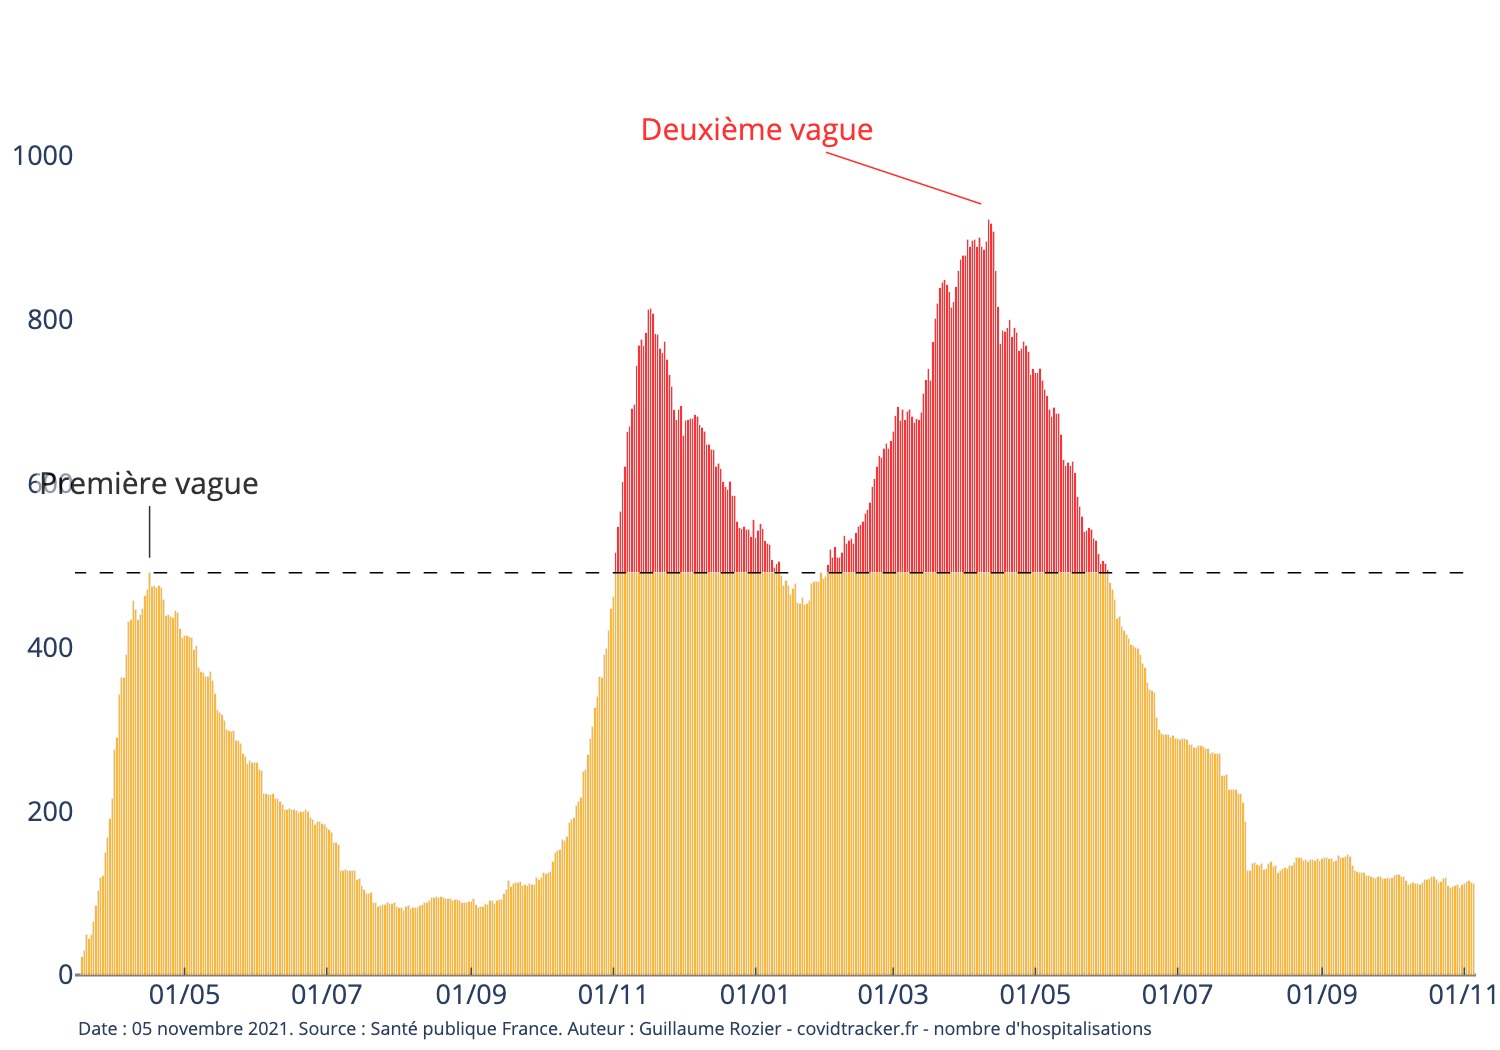 Deuxième vague
1000
800
600
Première vague
400
200
0
01/05 01/07 01/09 01/11 01/01 01/03 01/05 01/07 01/09 01/11
Date : 05 novembre 2021. Source : Santé publique France. Auteur : Guillaume Rozier - covidtracker.fr - nombre d'hospitalisations